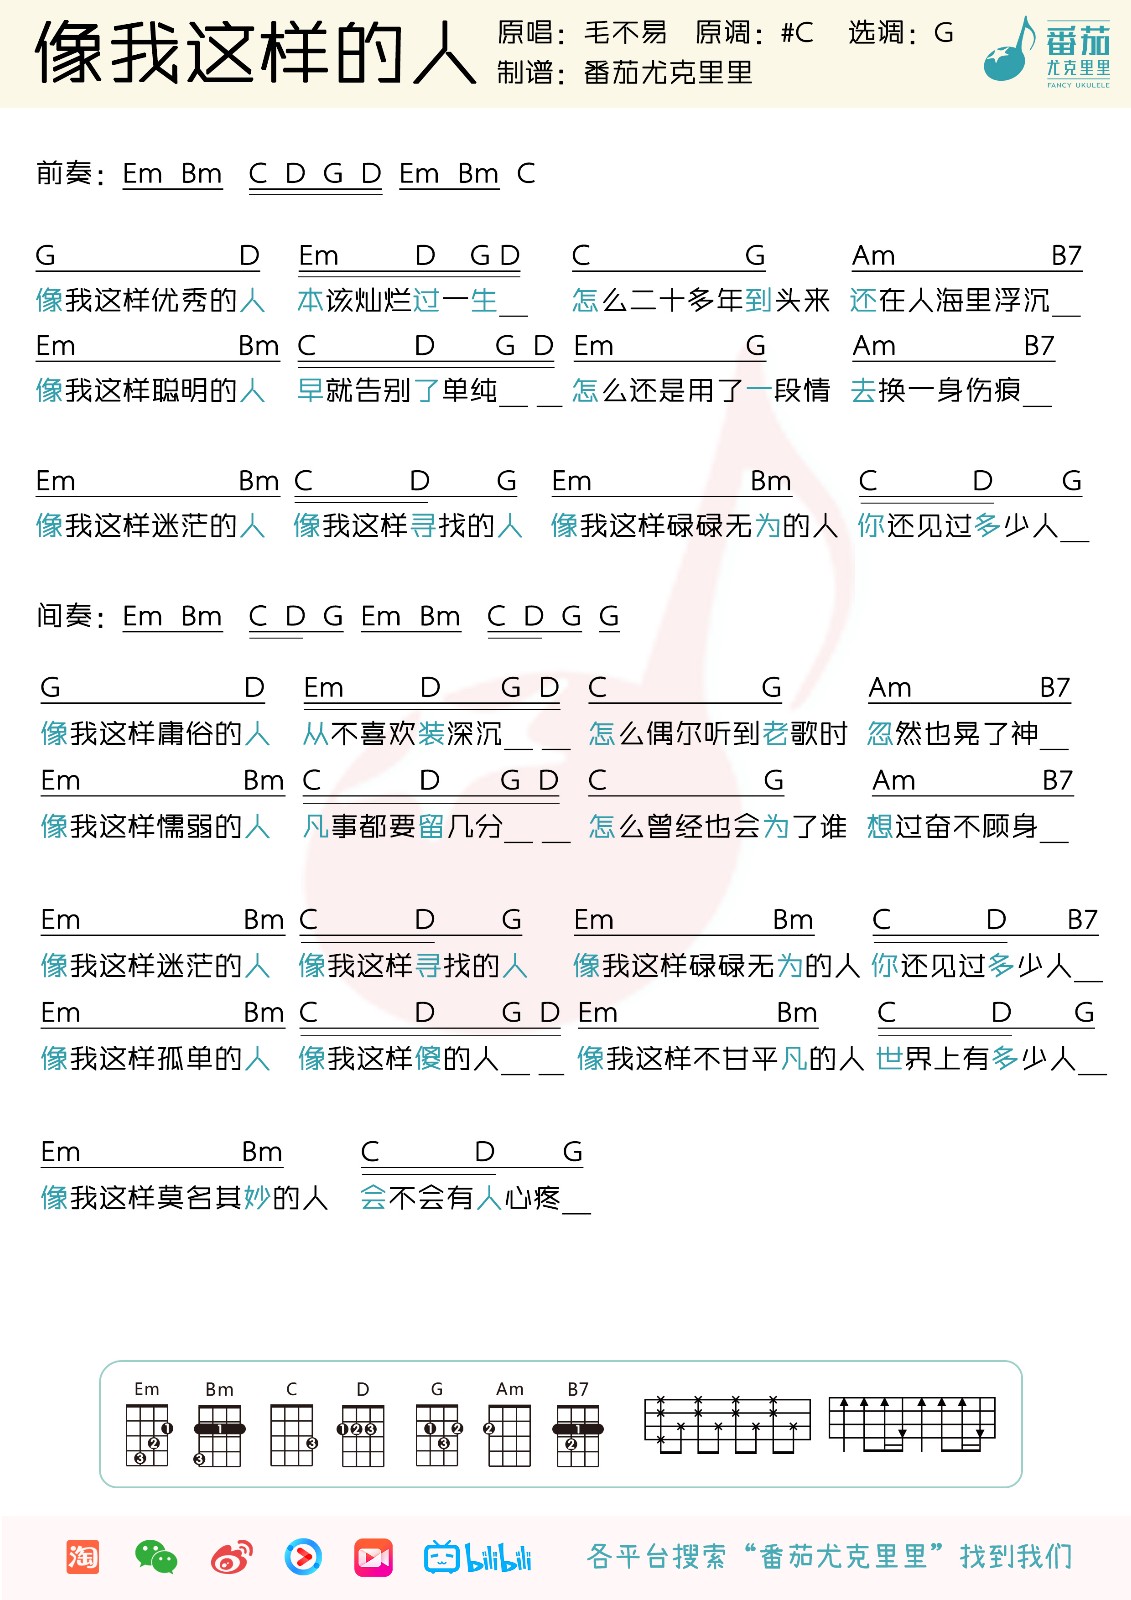 像我这样的人
原唱：毛不易 原调：#C 选调：G
制谱：番茄尤克里里
番茄
尤克里里
FANCY UKULELE
前奏：Em Bm C D G D Em Bm C
G D Em D G D C G Am B7
像我这样优秀的人 本该灿烂过一生__ 怎么二十多年到头来 还在人海里浮沉__
Em Bm C D G D Em G Am B7
像我这样聪明的人 早就告别了单纯__ __ 怎么还是用了一段情 去换一身伤痕__
Em Bm C D G Em Bm C D G
像我这样迷茫的人 像我这样寻找的人 像我这样碌碌无为的人 你还见过多少人__
间奏：Em Bm C D G Em Bm C D G G
G D Em D G D C G Am B7
像我这样庸俗的人 从不喜欢装深沉__ __ 怎么偶尔听到老歌时 忽然也晃了神__
Em Bm C D G D C G Am B7
像我这样懦弱的人 凡事都要留几分__ __ 怎么曾经也会为了谁 想过奋不顾身__
Em Bm C D G Em Bm C D B7
像我这样迷茫的人 像我这样寻找的人 像我这样碌碌无为的人 你还见过多少人__
Em Bm C D G D Em Bm C D G
像我这样孤单的人 像我这样傻的人__ __ 像我这样不甘平凡的人 世界上有多少人__
Em Bm C D G
像我这样莫名其妙的人 会不会有人心疼__
Em Bm C D G Am B7
3 2 1 1 3 3 1 2 3 1 3 2 2 1 2
淘 bilibili 各平台搜索“番茄尤克里里”找到我们